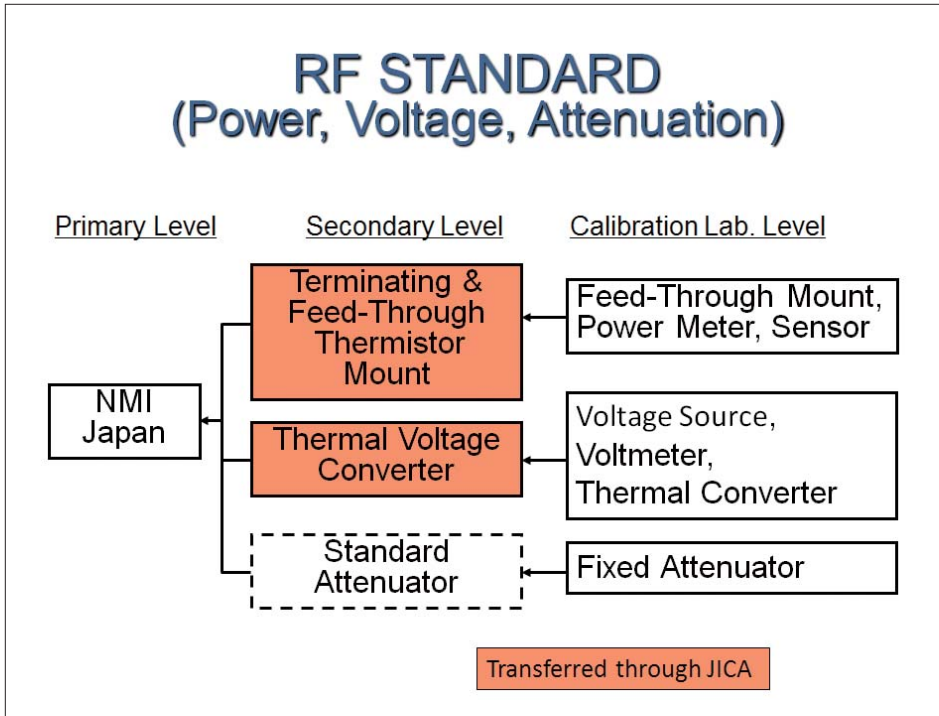 RF STANDARD
(Power, Voltage, Attenuation)
Primary Level
Secondary Level
Calibration Lab. Level
Terminating &
Feed-Through
Thermistor
Mount
Feed-Through Mount,
Power Meter, Sensor
NMI
Japan
Thermal Voltage
Converter
Voltage Source,
Voltmeter,
Thermal Converter
Standard
Attenuator
Fixed Attenuator
Transferred through JICA